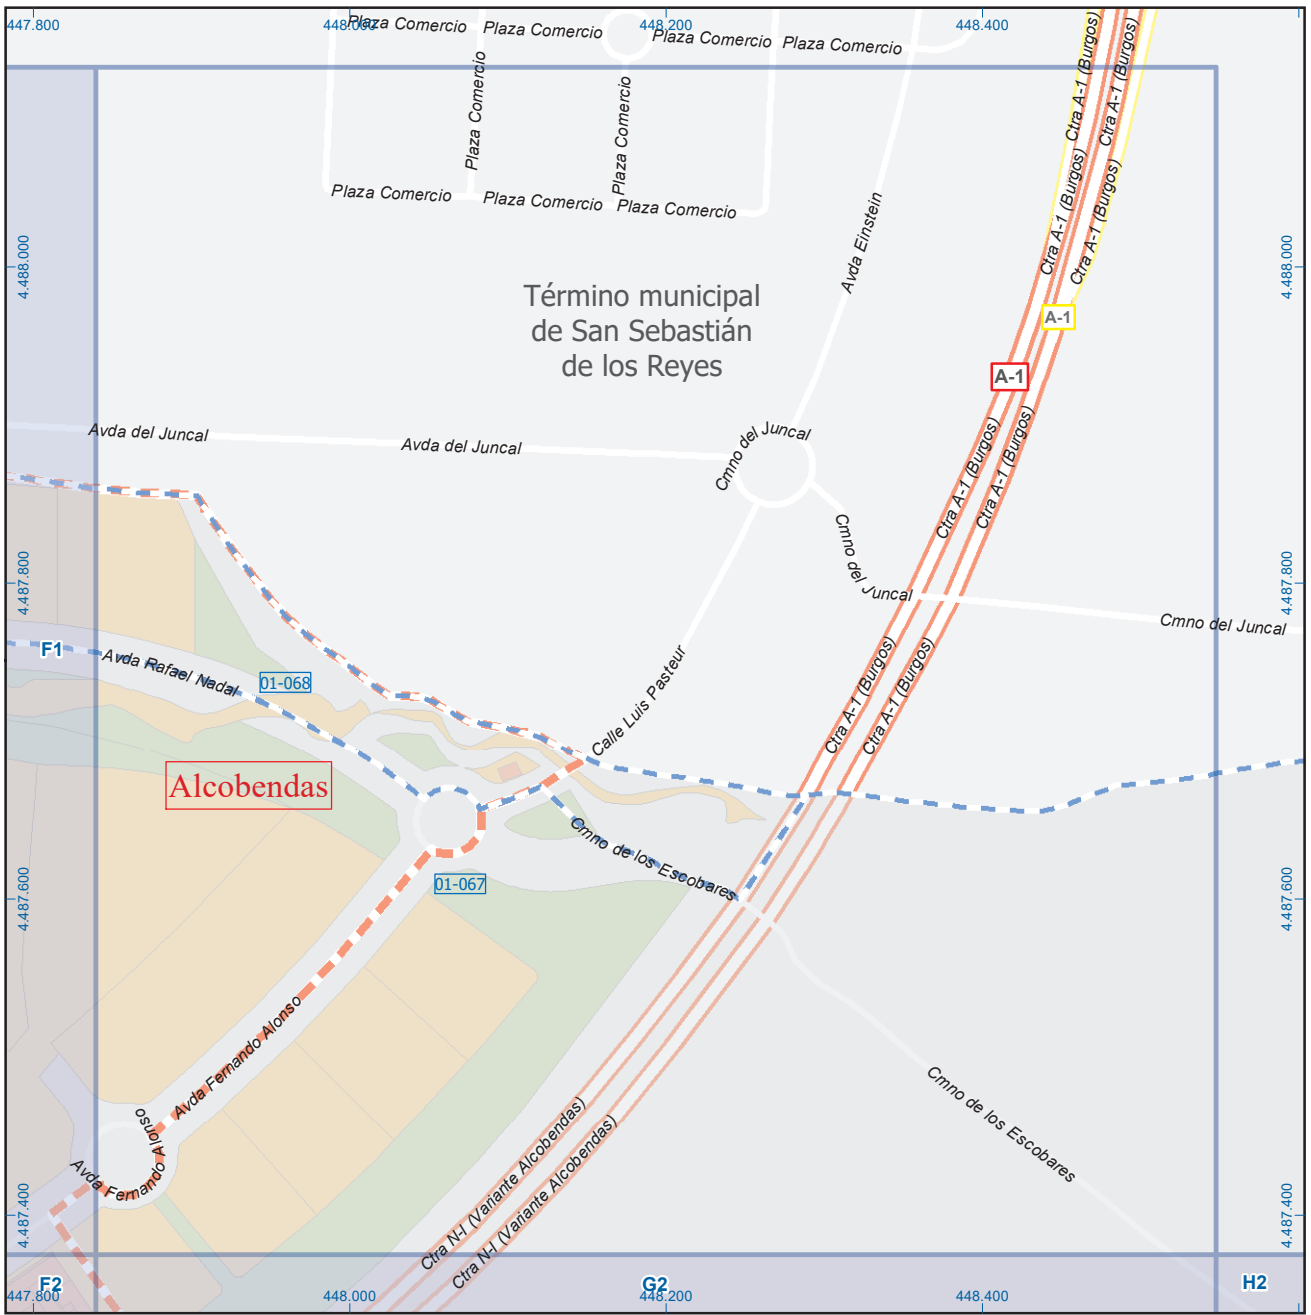 447.800
448.000
448.200
448.400
Plaza Comercio
Plaza Comercio
Plaza Comercio
Plaza Comercio
Ctra A-1 (Burgos)
Ctra A-1 (Burgos)
Plaza Comercio
Plaza Comercio
Plaza Comercio
Plaza Comercio
Plaza Comercio
Ctra A-1 (Burgos)
Ctra A-1 (Burgos)
Avda Einstein
4.488.000
4.488.000
Término municipal
de San Sebastián
de los Reyes
A-1
A-1
Avda del Juncal
Avda del Juncal
Cmno del Juncal
Ctra A-1 (Burgos)
Ctra A-1 (Burgos)
Cmno del Juncal
4.487.800
4.487.800
Cmno del Juncal
F1
Avda Rafael Nadal
01-068
Calle Luis Pasteur
Ctra A-1 (Burgos)
Ctra A-1 (Burgos)
Alcobendas
Cmno de los Escobares
01-067
4.487.600
4.487.600
Avda Fernando Alonso
Cmno de los Escobares
Avda Fernando Alonso
Ctra N-I (Variante Alcobendas)
Ctra N-I (Variante Alcobendas)
4.487.400
4.487.400
F2
G2
H2
447.800
448.000
448.200
448.400